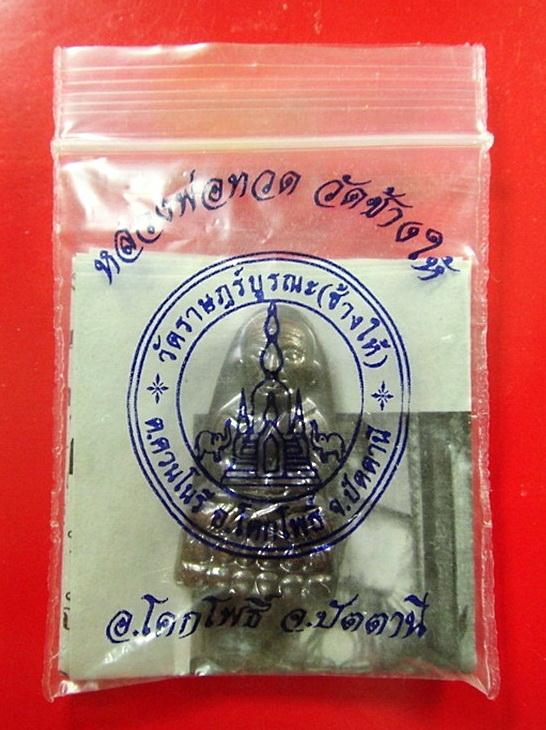 หลวงพ่อทวด วัดช้างให้
วัดราษฎร์บูรณะ(ช้างให้)
ต.ควนโนรี อ.โคกโพธิ์ จ.ปัตตานี
อ.โคกโพธิ์ จ.ปัตตานี